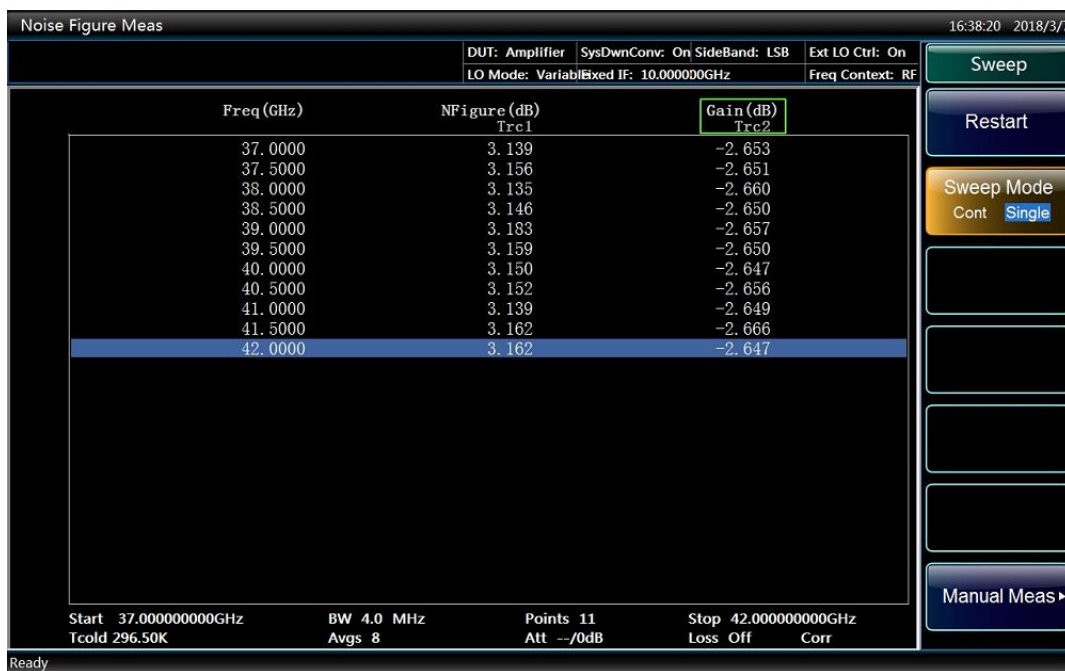 Noise Figure Meas 16:38:20 2018/3/7
DUT: Amplifier SysDwnConv: On SideBand: LSB Ext LO Ctrl: On
LO Mode: Variable Fixed IF: 10.000000GHz Freq Context: RF
Sweep
Restart
Sweep Mode
Cont Single
Manual Meas
Freq(GHz) NFigure(dB) Gain(dB)
Trc1 Trc2
37.0000 3.139 -2.653
37.5000 3.156 -2.651
38.0000 3.135 -2.660
38.5000 3.146 -2.650
39.0000 3.183 -2.657
39.5000 3.159 -2.650
40.0000 3.150 -2.647
40.5000 3.152 -2.656
41.0000 3.139 -2.649
41.5000 3.162 -2.666
42.0000 3.162 -2.647
Start 37.000000000GHz BW 4.0 MHz Points 11 Stop 42.000000000GHz
Tcold 296.50K Avgs 8 Att --/0dB Loss Off Corr
Ready